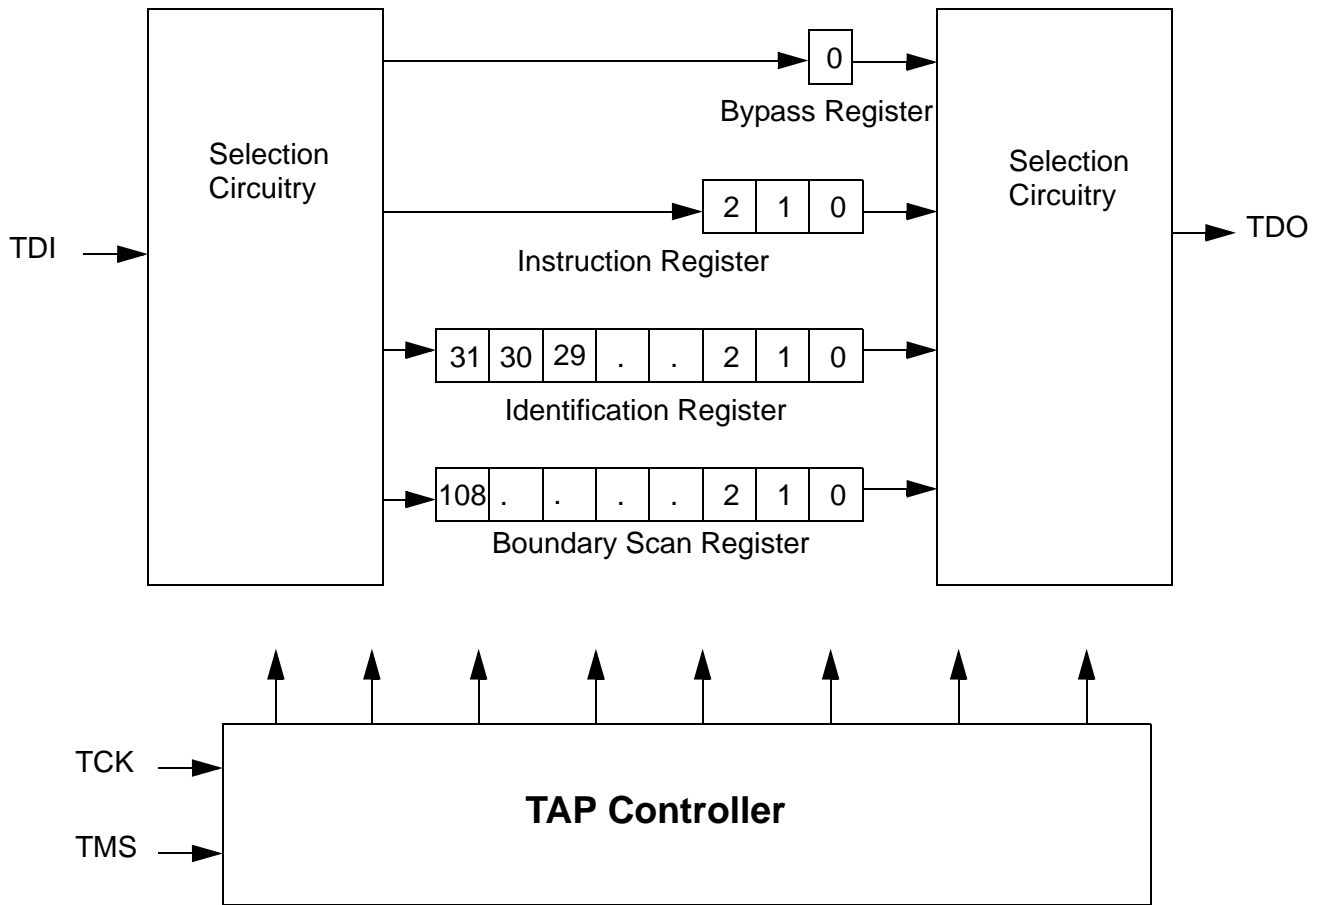 0
Bypass Register
Selection
Circuitry
Selection
Circuitry
2 1 0
TDI
TDO
Instruction Register
31 30 29 . . 2 1 0
Identification Register
108 . . . . 2 1 0
Boundary Scan Register
TCK
TAP Controller
TMS